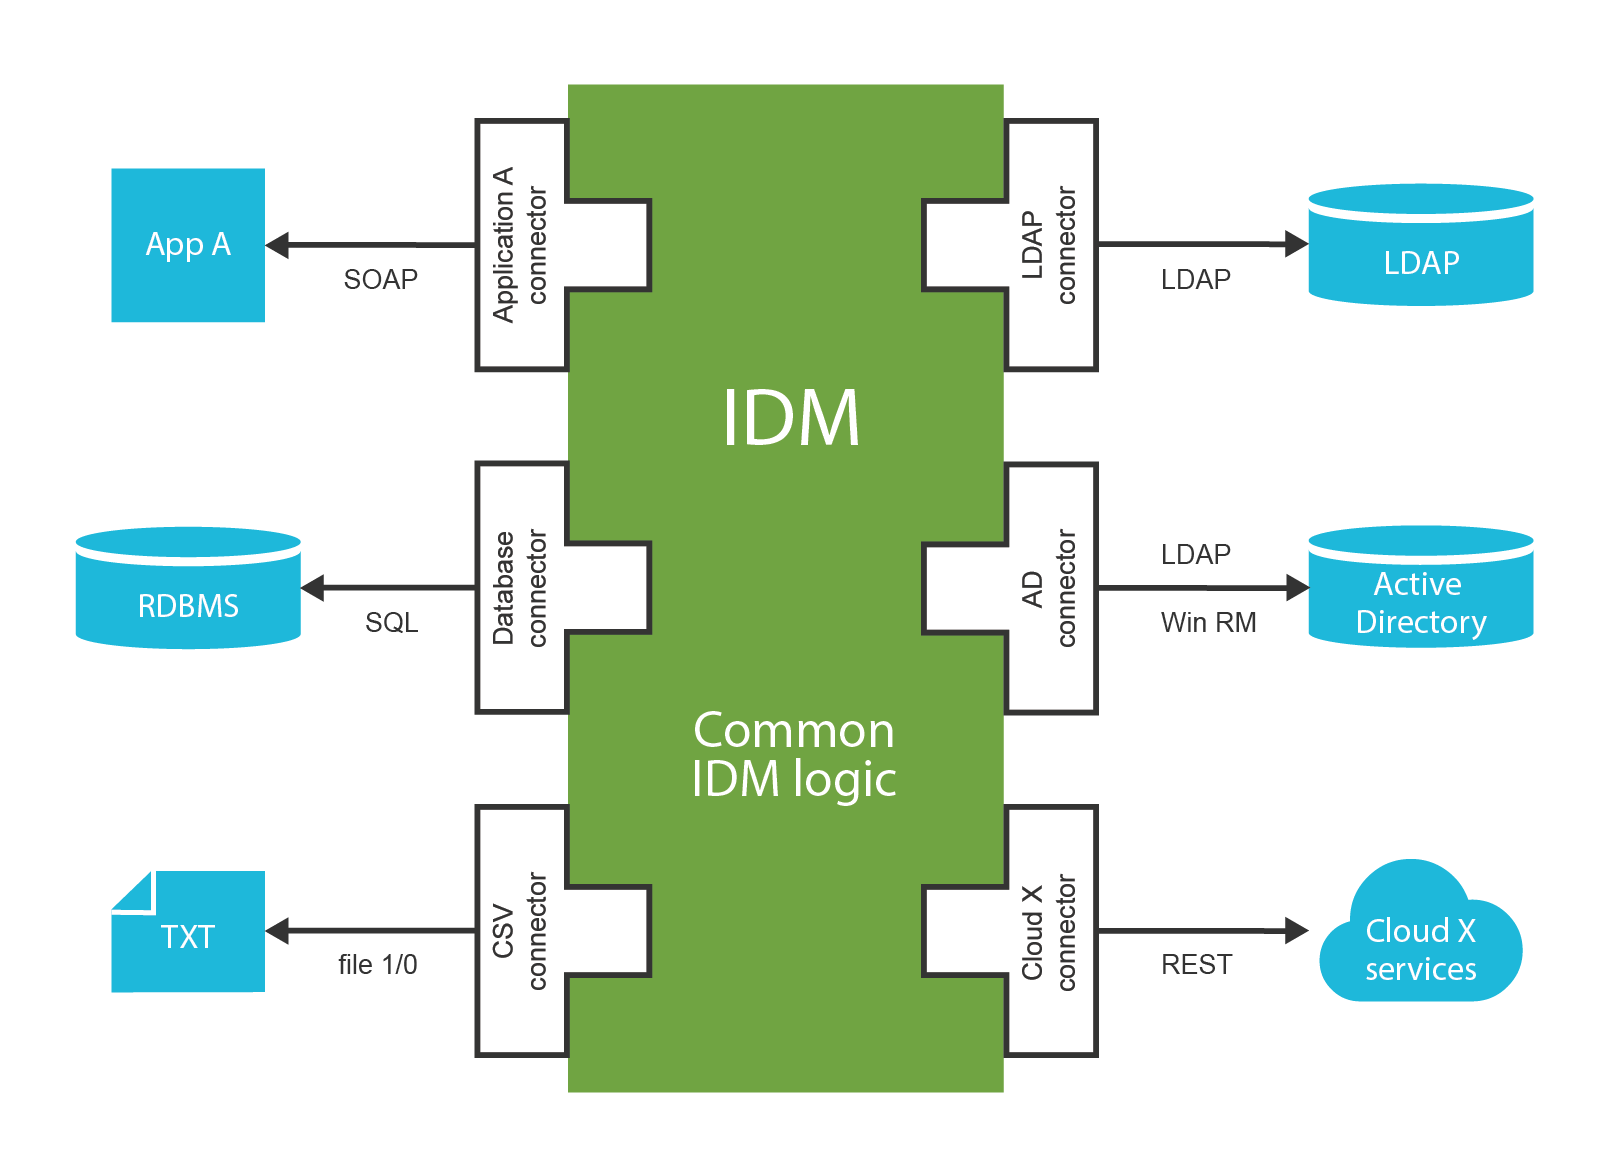 App A
SOAP
Application A
connector
LDAP
connector
LDAP
LDAP
IDM
RDBMS
SQL
Database
connector
AD
connector
LDAP
Win RM
Active
Directory
Common
IDM logic
TXT
file 1/0
CSV
connector
Cloud X
connector
REST
Cloud X
services